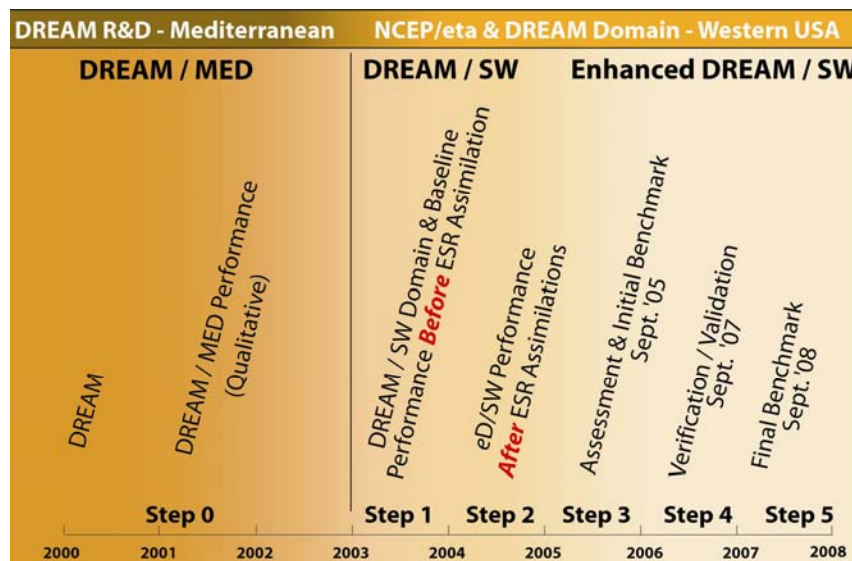 DREAM R&D - Mediterranean
NCEP/eta & DREAM Domain - Western USA
DREAM / MED
DREAM / SW
Enhanced DREAM / SW
DREAM
DREAM / MED Performance
(Qualitative)
DREAM / SW Domain & Baseline
Performance Before ESR Assimilation
eD/SW Performance
After ESR Assimilations
Assessment & Initial Benchmark
Sept. '05
Verification / Validation
Sept. '07
Final Benchmark
Sept. '08
Step 0
Step 1
Step 2
Step 3
Step 4
Step 5
2000
2001
2002
2003
2004
2005
2006
2007
2008